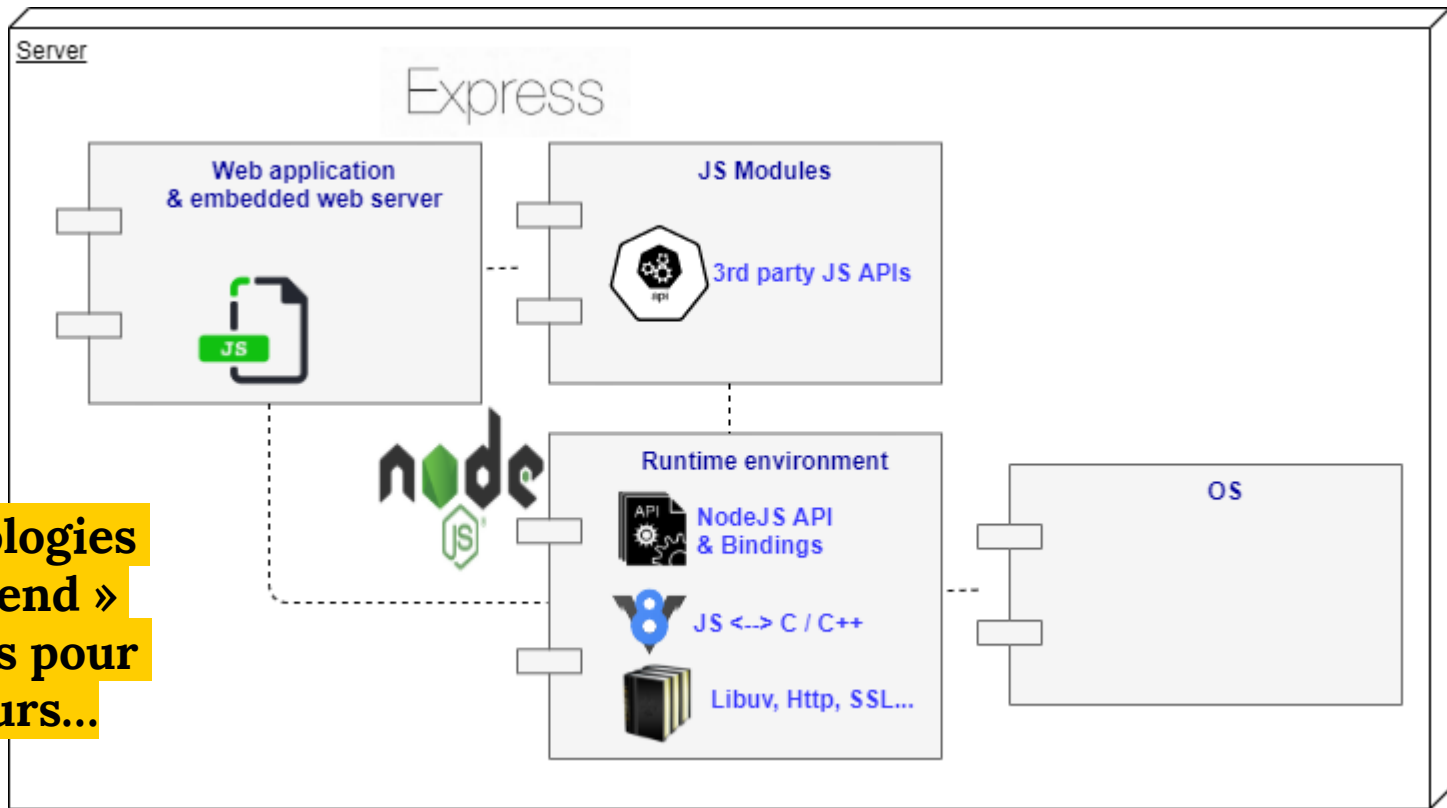 Server
Express
Web application
& embedded web server
JS
JS Modules
api
3rd party JS APIs
node
JS
Runtime environment
API
NodeJS API
& Bindings
8
JS <--> C / C++
Libuv, Http, SSL...
OS
ologies
end »
s pour
urs...